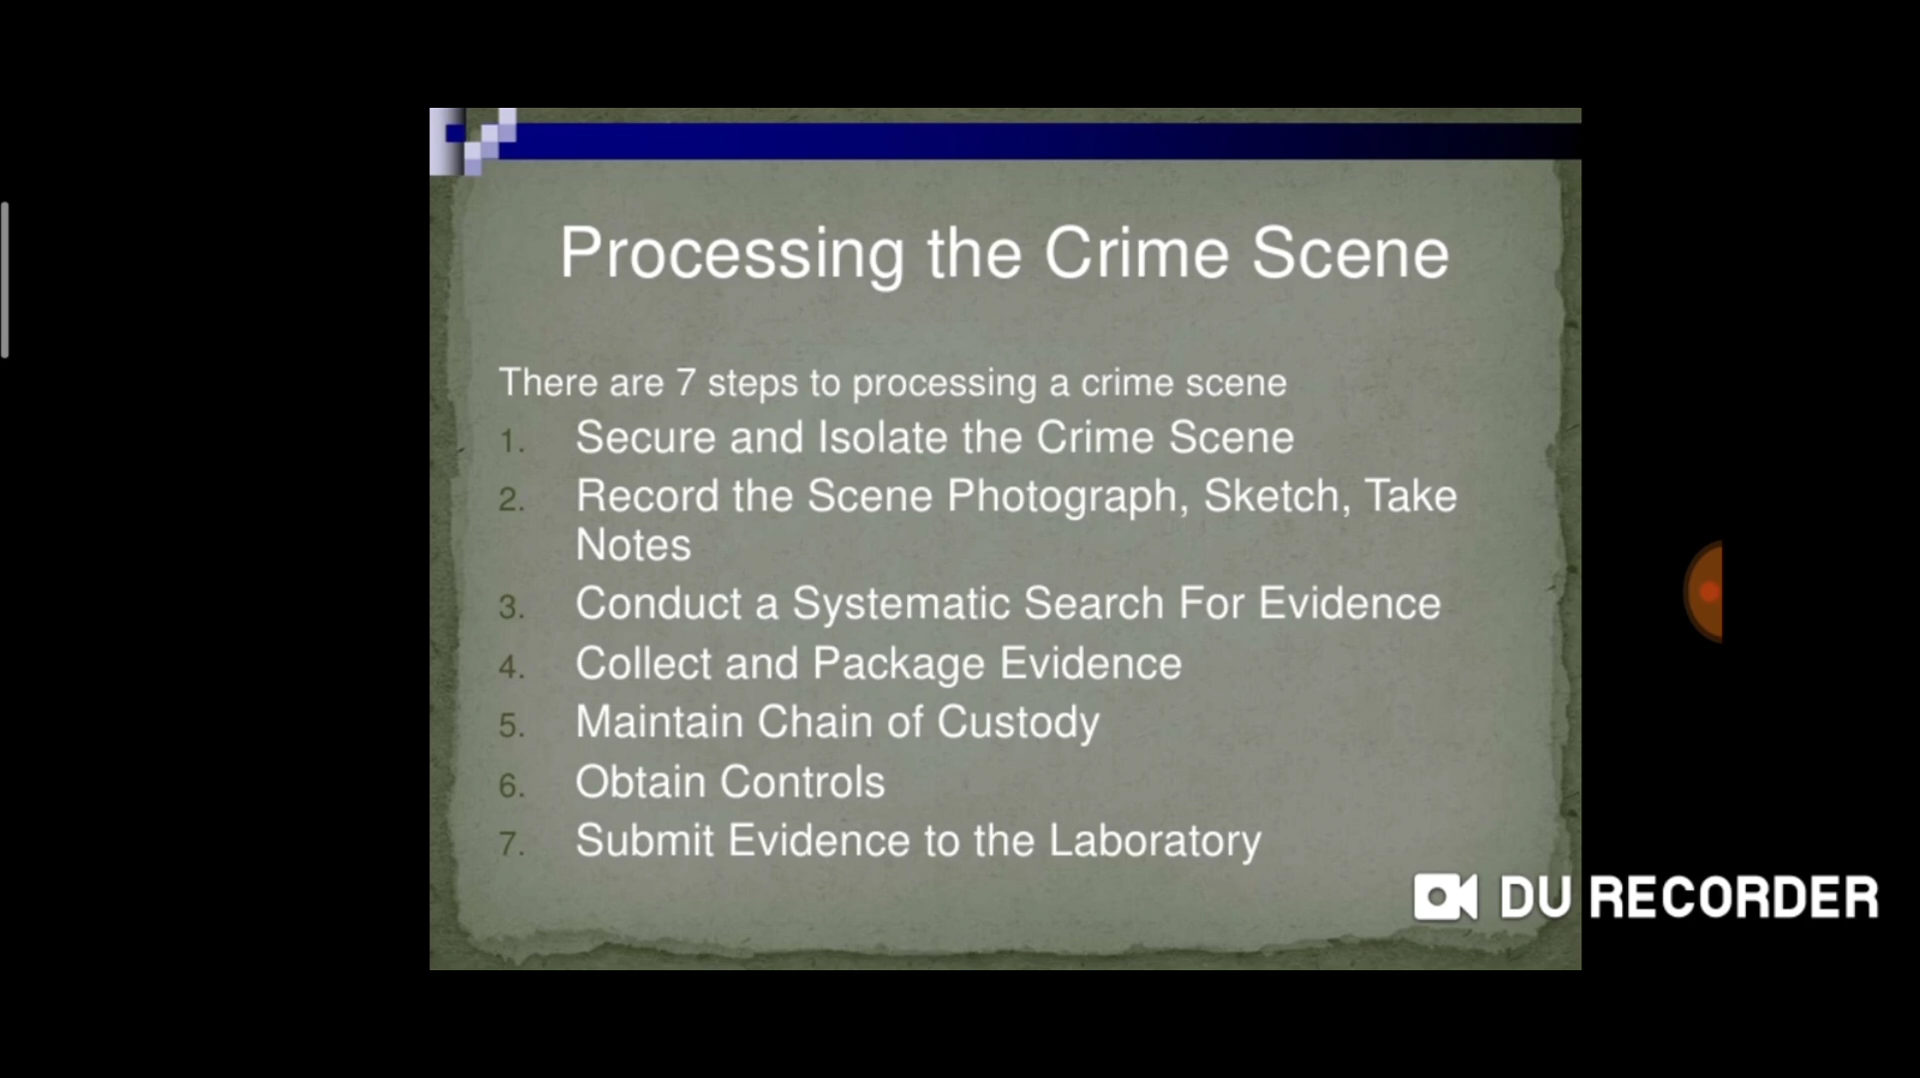 Processing the Crime Scene
There are 7 steps to processing a crime scene
1. Secure and Isolate the Crime Scene
2. Record the Scene Photograph, Sketch, Take
Notes
3. Conduct a Systematic Search For Evidence
4. Collect and Package Evidence
5. Maintain Chain of Custody
6. Obtain Controls
7. Submit Evidence to the Laboratory
DU RECORDER